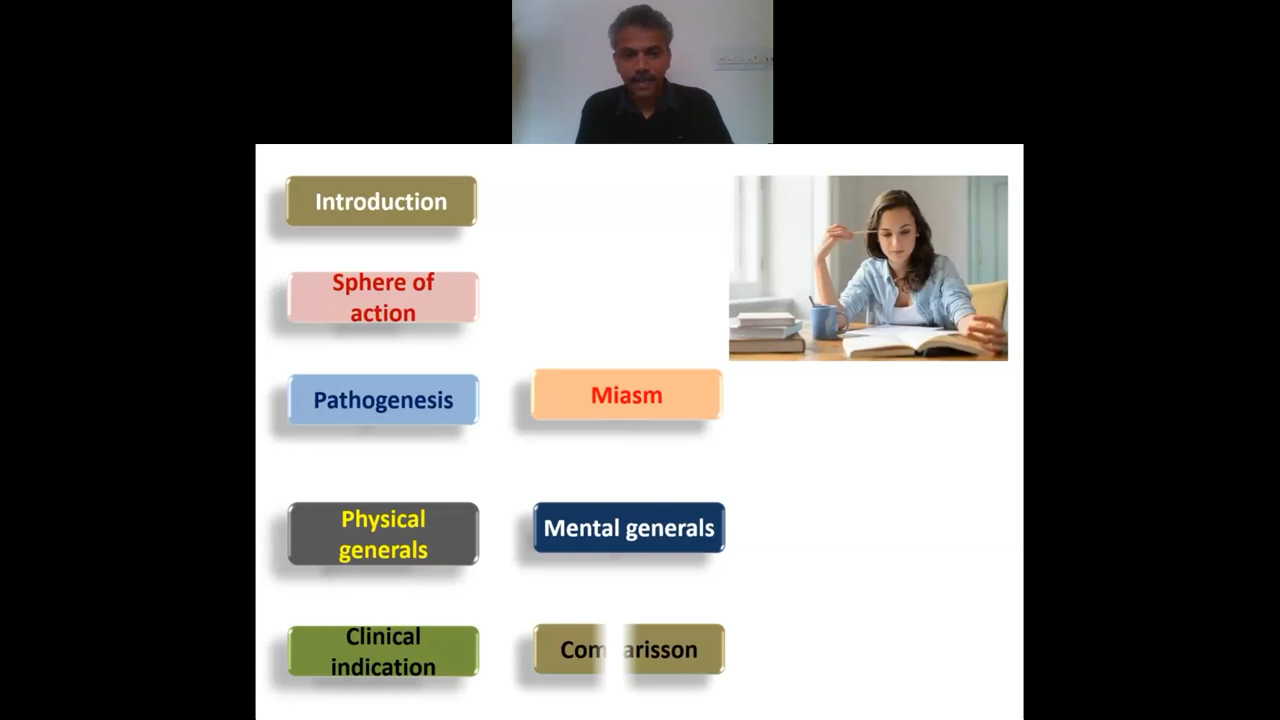 Introduction
Sphere of
action
Pathogenesis
Miasm
Physical
generals
Mental generals
Clinical
indication
Com arisson